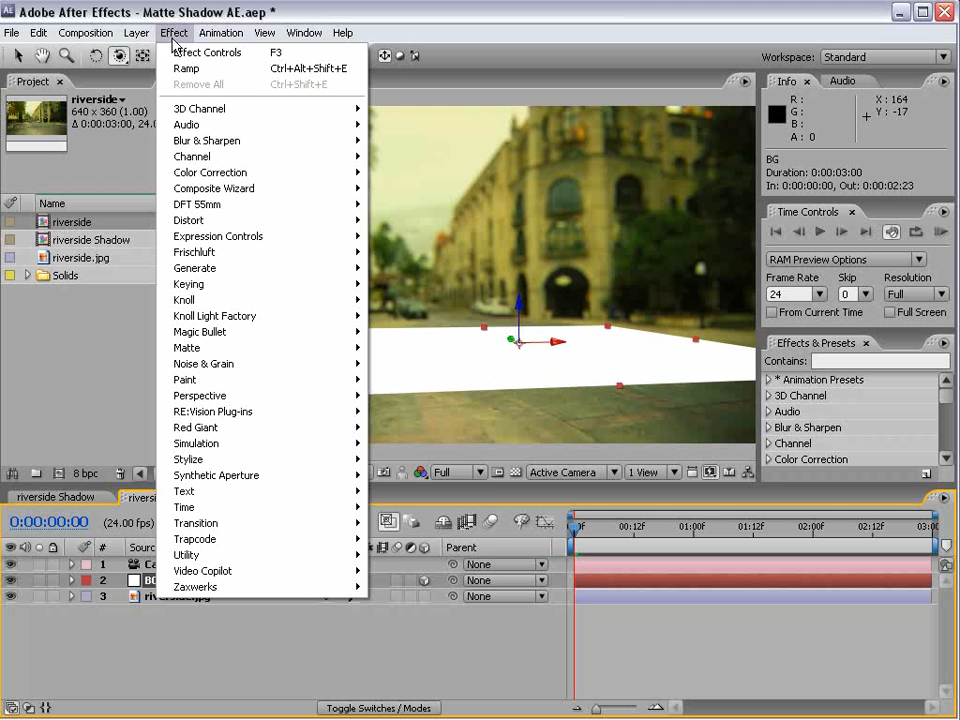 Adobe After Effects - Matte Shadow AE.aep *
File Edit Composition Layer Effect Animation View Window Help
Effect Controls F3
Ramp Ctrl+Alt+Shift+E
Remove All Ctrl+Shift+E
3D Channel
Audio
Blur & Sharpen
Channel
Color Correction
Composite Wizard
DFT 55mm
Distort
Expression Controls
Frischluft
Generate
Keying
Knoll
Knoll Light Factory
Magic Bullet
Matte
Noise & Grain
Paint
Perspective
RE:Vision Plug-ins
Red Giant
Simulation
Stylize
Synthetic Aperture
Text
Time
Transition
Trapcode
Utility
Video Copilot
Zaxwerks
Workspace: Standard
Project
riverside
640 x 360 (1.00)
Δ 0:00:03:00, 24.0
Name
riverside
riverside Shadow
riverside.jpg
Solids
8 bpc
Full Active Camera 1 View
Info Audio
R: X: 164
G: Y: -17
B:
A: 0
BG
Duration: 0:00:03:00
In: 0:00:00:00, Out: 0:00:02:23
Time Controls
RAM Preview Options
Frame Rate Skip Resolution
24 0 Full
From Current Time Full Screen
Effects & Presets
Contains:
* Animation Presets
3D Channel
Audio
Blur & Sharpen
Channel
Color Correction
riverside Shadow
0:00:00:00 (24.00 fps)
00:12f 01:00f 01:12f 02:00f 02:12f 03:00
# Sourc Parent
1 None
2 None
3 riverside.jpg None
Toggle Switches / Modes